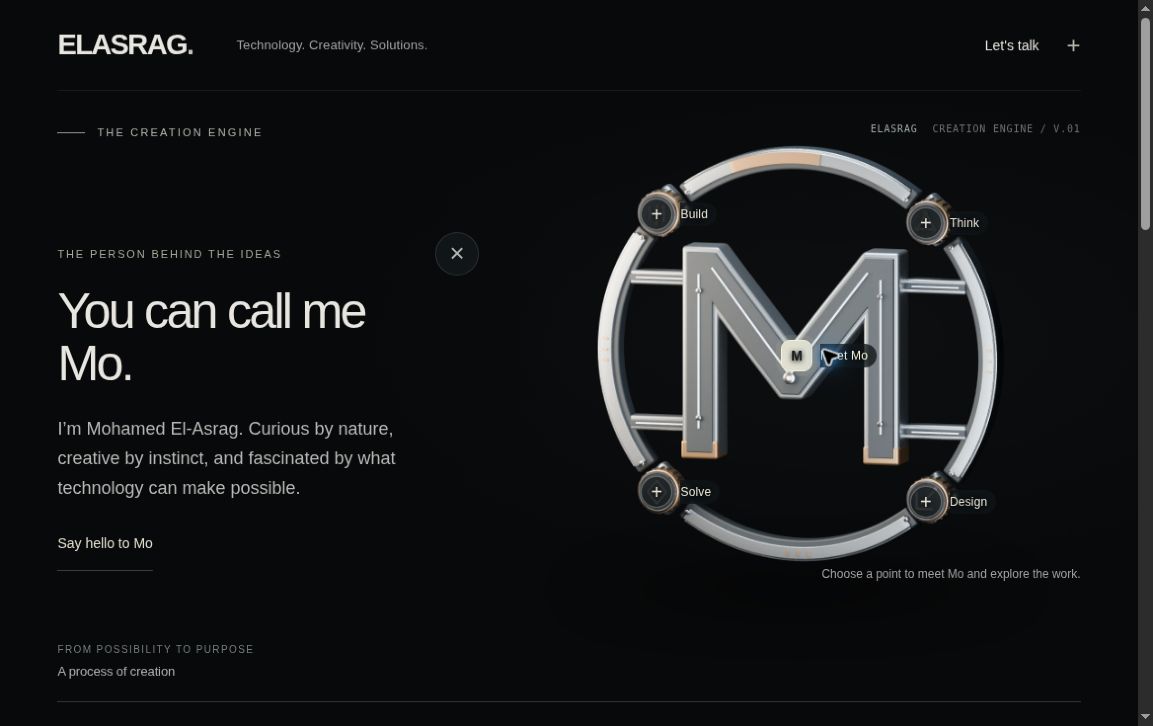 ELASRAG.
Technology. Creativity. Solutions.
Let's talk
THE CREATION ENGINE
ELASRAG CREATION ENGINE / V.01
Build
Think
THE PERSON BEHIND THE IDEAS
You can call me
Mo.
M
Mo
I'm Mohamed El-Asrag. Curious by nature,
creative by instinct, and fascinated by what
technology can make possible.
Solve
Design
Say hello to Mo
Choose a point to meet Mo and explore the work.
FROM POSSIBILITY TO PURPOSE
A process of creation